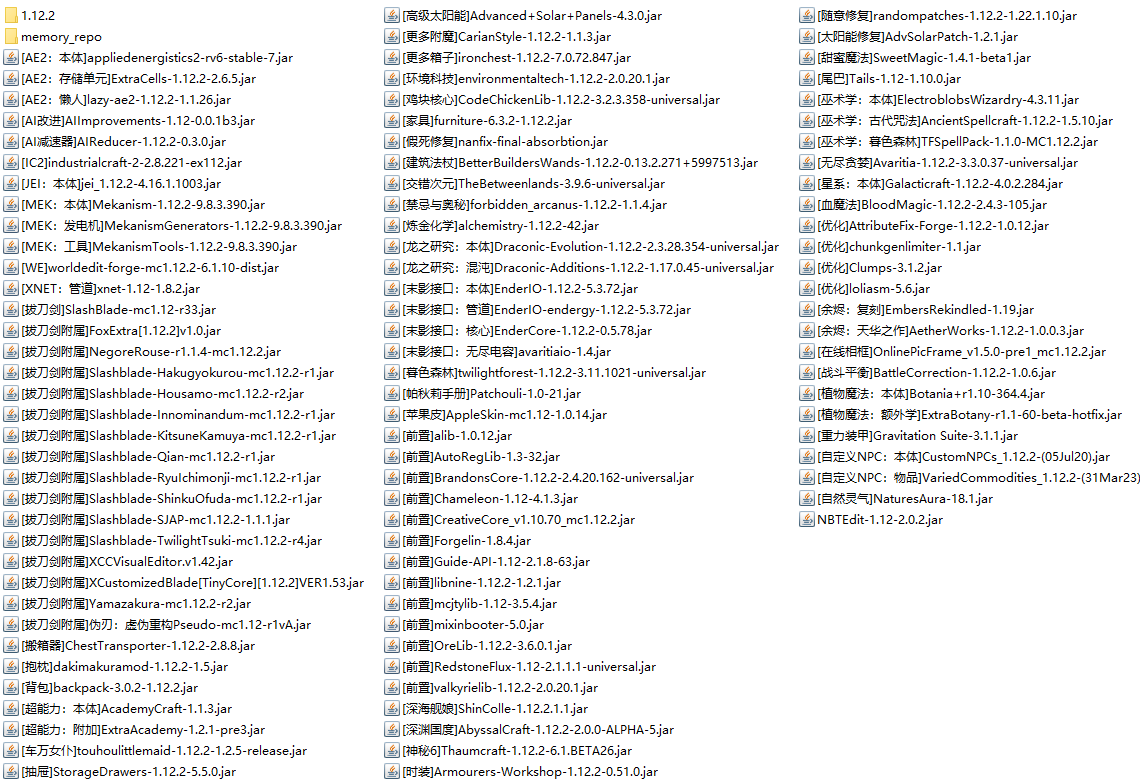 1.12.2
memory_repo
[AE2：本体]appliedenergistics2-rv6-stable-7.jar
[AE2：存储单元]ExtraCells-1.12.2-2.6.5.jar
[AE2：懒人]lazy-ae2-1.12.2-1.1.26.jar
[AI改进]AIImprovements-1.12-0.0.1b3.jar
[AI减速器]AIReducer-1.12.2-0.3.0.jar
[IC2]industrialcraft-2-2.8.221-ex112.jar
[JEI：本体]jei_1.12.2-4.16.1.1003.jar
[MEK：本体]Mekanism-1.12.2-9.8.3.390.jar
[MEK：发电机]MekanismGenerators-1.12.2-9.8.3.390.jar
[MEK：工具]MekanismTools-1.12.2-9.8.3.390.jar
[WE]worldedit-forge-mc1.12.2-6.1.10-dist.jar
[XNET：管道]xnet-1.12-1.8.2.jar
[拔刀剑]SlashBlade-mc1.12-r33.jar
[拔刀剑附属]FoxExtra[1.12.2]v1.0.jar
[拔刀剑附属]NegoreRouse-r1.1.4-mc1.12.2.jar
[拔刀剑附属]Slashblade-Hakugyokurou-mc1.12.2-r1.jar
[拔刀剑附属]Slashblade-Housamo-mc1.12.2-r2.jar
[拔刀剑附属]Slashblade-Innominandum-mc1.12.2-r1.jar
[拔刀剑附属]Slashblade-KitsuneKamuya-mc1.12.2-r1.jar
[拔刀剑附属]Slashblade-Qian-mc1.12.2-r1.jar
[拔刀剑附属]Slashblade-RyuIchimonji-mc1.12.2-r1.jar
[拔刀剑附属]Slashblade-ShinkuOfuda-mc1.12.2-r1.jar
[拔刀剑附属]Slashblade-SJAP-mc1.12.2-1.1.1.jar
[拔刀剑附属]Slashblade-TwilightTsuki-mc1.12.2-r4.jar
[拔刀剑附属]XCCVisualEditor.v1.42.jar
[拔刀剑附属]XCustomizedBlade[TinyCore][1.12.2]VER1.53.jar
[拔刀剑附属]Yamazakura-mc1.12.2-r2.jar
[拔刀剑附属]伪刃：虚伪重构Pseudo-mc1.12-r1vA.jar
[搬箱器]ChestTransporter-1.12.2-2.8.8.jar
[抱枕]dakimakuramod-1.12.2-1.5.jar
[背包]backpack-3.0.2-1.12.2.jar
[超能力：本体]AcademyCraft-1.1.3.jar
[超能力：附加]ExtraAcademy-1.2.1-pre3.jar
[车万女仆]touhoulittlemaid-1.12.2-1.2.5-release.jar
[抽屉]StorageDrawers-1.12.2-5.5.0.jar
[高级太阳能]Advanced+Solar+Panels-4.3.0.jar
[更多附魔]CarianStyle-1.12.2-1.1.3.jar
[更多箱子]ironchest-1.12.2-7.0.72.847.jar
[环境科技]environmentaltech-1.12.2-2.0.20.1.jar
[鸡块核心]CodeChickenLib-1.12.2-3.2.3.358-universal.jar
[家具]furniture-6.3.2-1.12.2.jar
[假死修复]nanfix-final-absorbtion.jar
[建筑法杖]BetterBuildersWands-1.12.2-0.13.2.271+5997513.jar
[交错次元]TheBetweenlands-3.9.6-universal.jar
[禁忌与奥秘]forbidden_arcanus-1.12.2-1.1.4.jar
[炼金化学]alchemistry-1.12.2-42.jar
[龙之研究：本体]Draconic-Evolution-1.12.2-2.3.28.354-universal.jar
[龙之研究：混沌]Draconic-Additions-1.12.2-1.17.0.45-universal.jar
[末影接口：本体]EnderIO-1.12.2-5.3.72.jar
[末影接口：管道]EnderIO-endergy-1.12.2-5.3.72.jar
[末影接口：核心]EnderCore-1.12.2-0.5.78.jar
[末影接口：无尽电容]avaritiaio-1.4.jar
[暮色森林]twilightforest-1.12.2-3.11.1021-universal.jar
[帕秋莉手册]Patchouli-1.0-21.jar
[苹果皮]AppleSkin-mc1.12-1.0.14.jar
[前置]alib-1.0.12.jar
[前置]AutoRegLib-1.3-32.jar
[前置]BrandonsCore-1.12.2-2.4.20.162-universal.jar
[前置]Chameleon-1.12-4.1.3.jar
[前置]CreativeCore_v1.10.70_mc1.12.2.jar
[前置]Forgelin-1.8.4.jar
[前置]Guide-API-1.12-2.1.8-63.jar
[前置]libnine-1.12.2-1.2.1.jar
[前置]mcjtylib-1.12-3.5.4.jar
[前置]mixinbooter-5.0.jar
[前置]OreLib-1.12.2-3.6.0.1.jar
[前置]RedstoneFlux-1.12-2.1.1.1-universal.jar
[前置]valkyrielib-1.12.2-2.0.20.1.jar
[深海舰娘]ShinColle-1.12.2.1.1.jar
[深渊国度]AbyssalCraft-1.12.2-2.0.0-ALPHA-5.jar
[神秘6]Thaumcraft-1.12.2-6.1.BETA26.jar
[时装]Armourers-Workshop-1.12.2-0.51.0.jar
[随意修复]randompatches-1.12.2-1.22.1.10.jar
[太阳能修复]AdvSolarPatch-1.2.1.jar
[甜蜜魔法]SweetMagic-1.4.1-beta1.jar
[尾巴]Tails-1.12-1.10.0.jar
[巫术学：本体]ElectroblobsWizardry-4.3.11.jar
[巫术学：古代咒法]AncientSpellcraft-1.12.2-1.5.10.jar
[巫术学：暮色森林]TFSpellPack-1.1.0-MC1.12.2.jar
[无尽贪婪]Avaritia-1.12.2-3.3.0.37-universal.jar
[星系：本体]Galacticraft-1.12.2-4.0.2.284.jar
[血魔法]BloodMagic-1.12.2-2.4.3-105.jar
[优化]AttributeFix-Forge-1.12.2-1.0.12.jar
[优化]chunkgenlimiter-1.1.jar
[优化]Clumps-3.1.2.jar
[优化]loliasm-5.6.jar
[余烬：复刻]EmbersRekindled-1.19.jar
[余烬：天华之作]AetherWorks-1.12.2-1.0.0.3.jar
[在线相框]OnlinePicFrame_v1.5.0-pre1_mc1.12.2.jar
[战斗平衡]BattleCorrection-1.12.2-1.0.6.jar
[植物魔法：本体]Botania+r1.10-364.4.jar
[植物魔法：额外学]ExtraBotany-r1.1-60-beta-hotfix.jar
[重力装甲]Gravitation Suite-3.1.1.jar
[自定义NPC：本体]CustomNPCs_1.12.2-(05Jul20).jar
[自定义NPC：物品]VariedCommodities_1.12.2-(31Mar23)
[自然灵气]NaturesAura-18.1.jar
NBTEdit-1.12-2.0.2.jar